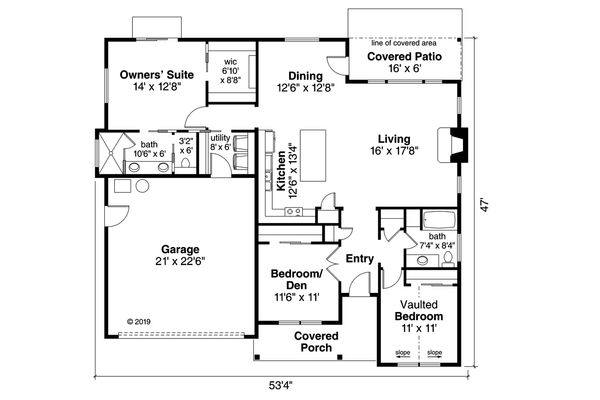 line of covered area
Covered Patio
16' x 6'
Owners' Suite
14' x 12'8"
wic
6'10"
x 8'8"
Dining
12'6" x 12'8"
Living
16' x 17'8"
bath
10'6" x 6'
3'2"
x 6'
utility
8' x 6'
Kitchen
12'6" x 13'4"
47'
Garage
21' x 22'6"
bath
7'4" x 8'4"
Entry
Bedroom/
Den
11'6" x 11'
Vaulted
Bedroom
11' x 11'
© 2019
Covered
Porch
slope
slope
53'4"